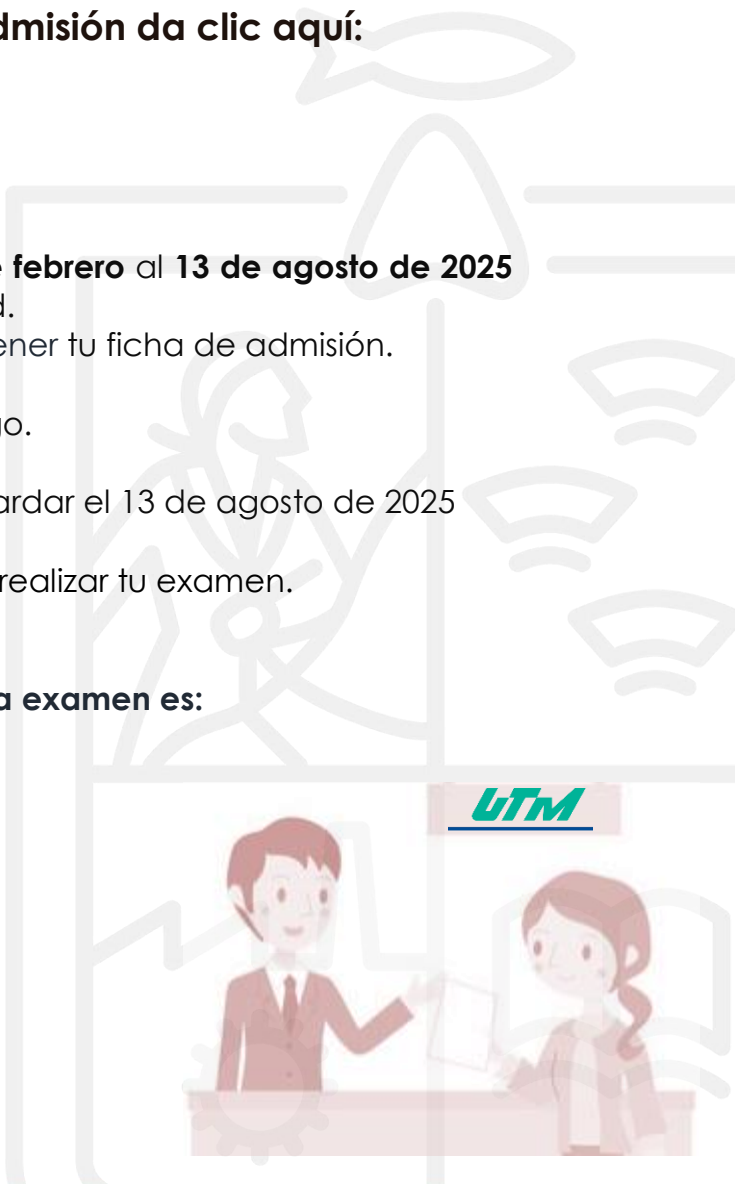 dmisión da clic aquí:
febrero al 13 de agosto de 2025
d.
ener tu ficha de admisión.
go.
ardar el 13 de agosto de 2025
realizar tu examen.
a examen es:
UTM